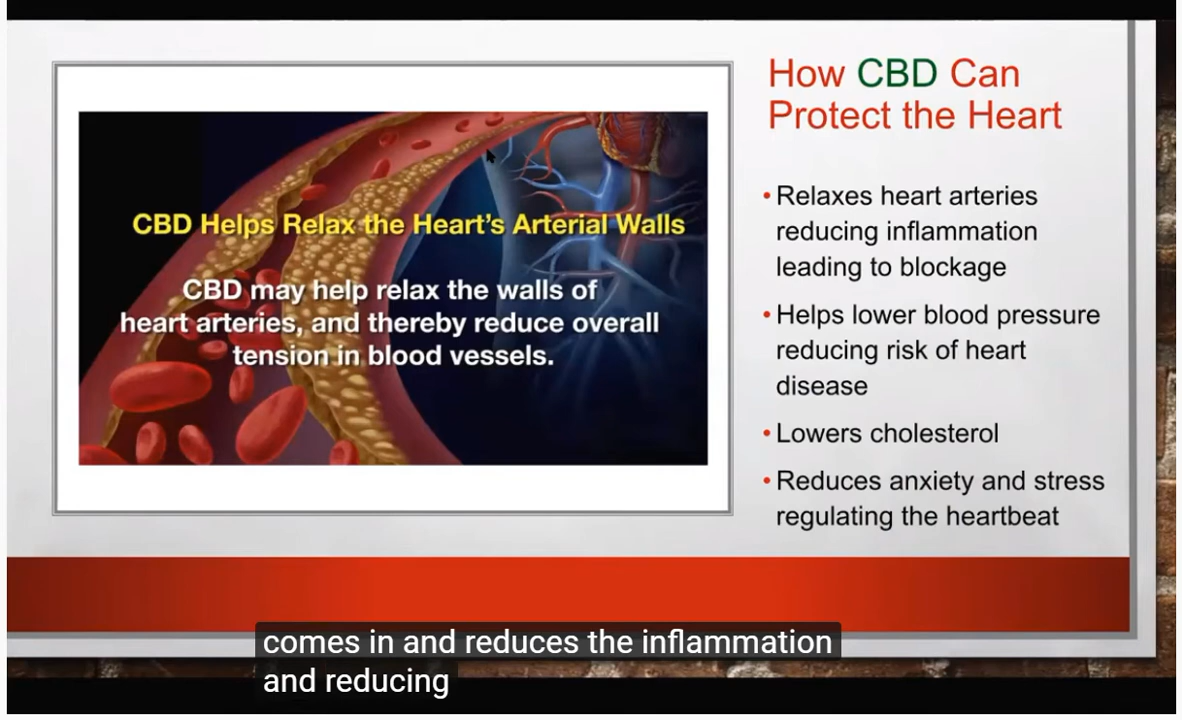 How CBD Can
Protect the Heart
CBD Helps Relax the Heart's Arterial Walls
CBD may help relax the walls of
heart arteries, and thereby reduce overall
tension in blood vessels.
•Relaxes heart arteries
reducing inflammation
leading to blockage
•Helps lower blood pressure
reducing risk of heart
disease
•Lowers cholesterol
•Reduces anxiety and stress
regulating the heartbeat
comes in and reduces the inflammation
and reducing